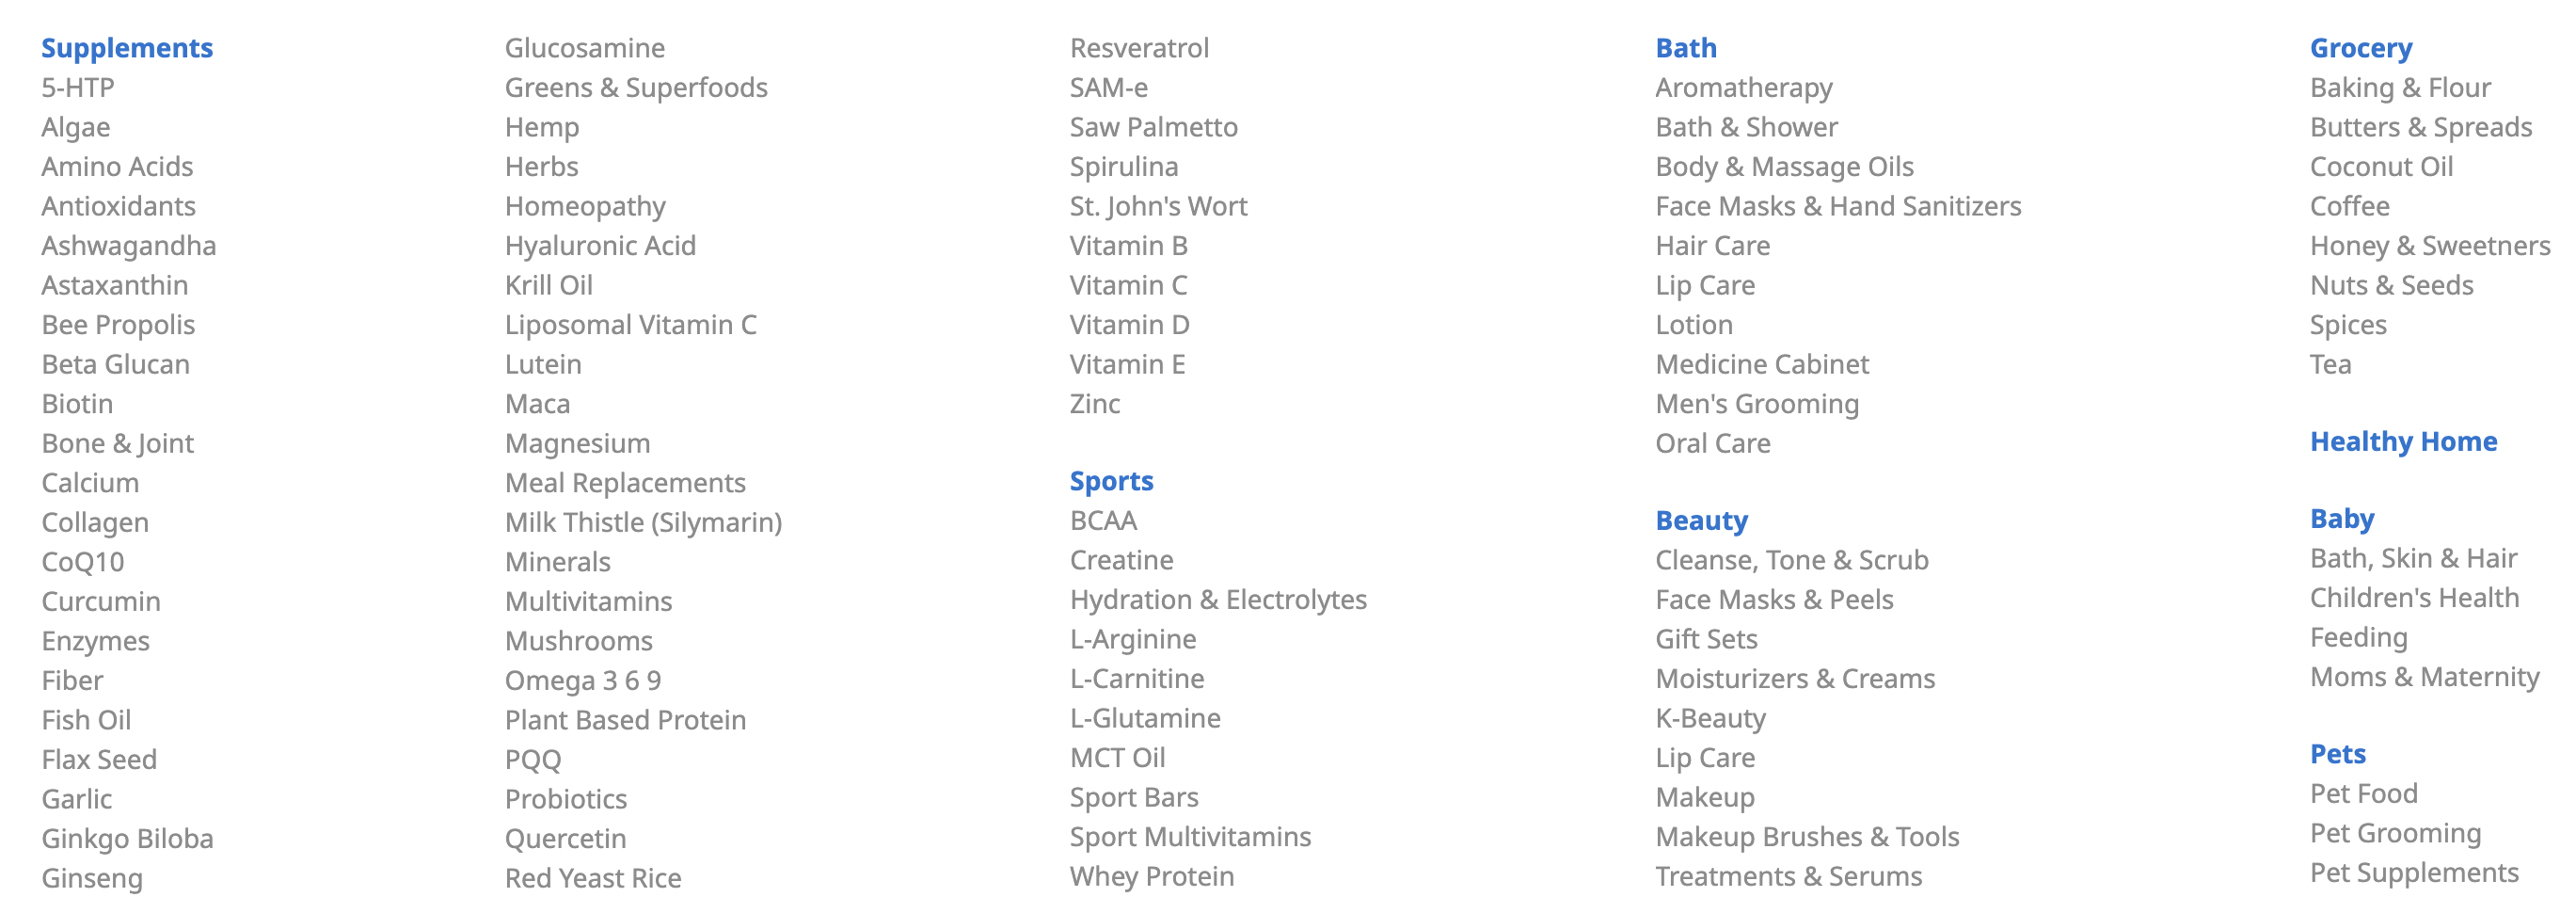 Supplements
5-HTP
Algae
Amino Acids
Antioxidants
Ashwagandha
Astaxanthin
Bee Propolis
Beta Glucan
Biotin
Bone & Joint
Calcium
Collagen
CoQ10
Curcumin
Enzymes
Fiber
Fish Oil
Flax Seed
Garlic
Ginkgo Biloba
Ginseng
Glucosamine
Greens & Superfoods
Hemp
Herbs
Homeopathy
Hyaluronic Acid
Krill Oil
Liposomal Vitamin C
Lutein
Maca
Magnesium
Meal Replacements
Milk Thistle (Silymarin)
Minerals
Multivitamins
Mushrooms
Omega 3 6 9
Plant Based Protein
PQQ
Probiotics
Quercetin
Red Yeast Rice
Resveratrol
SAM-e
Saw Palmetto
Spirulina
St. John's Wort
Vitamin B
Vitamin C
Vitamin D
Vitamin E
Zinc
Sports
BCAA
Creatine
Hydration & Electrolytes
L-Arginine
L-Carnitine
L-Glutamine
MCT Oil
Sport Bars
Sport Multivitamins
Whey Protein
Bath
Aromatherapy
Bath & Shower
Body & Massage Oils
Face Masks & Hand Sanitizers
Hair Care
Lip Care
Lotion
Medicine Cabinet
Men's Grooming
Oral Care
Beauty
Cleanse, Tone & Scrub
Face Masks & Peels
Gift Sets
Moisturizers & Creams
K-Beauty
Lip Care
Makeup
Makeup Brushes & Tools
Treatments & Serums
Grocery
Baking & Flour
Butters & Spreads
Coconut Oil
Coffee
Honey & Sweetners
Nuts & Seeds
Spices
Tea
Healthy Home
Baby
Bath, Skin & Hair
Children's Health
Feeding
Moms & Maternity
Pets
Pet Food
Pet Grooming
Pet Supplements